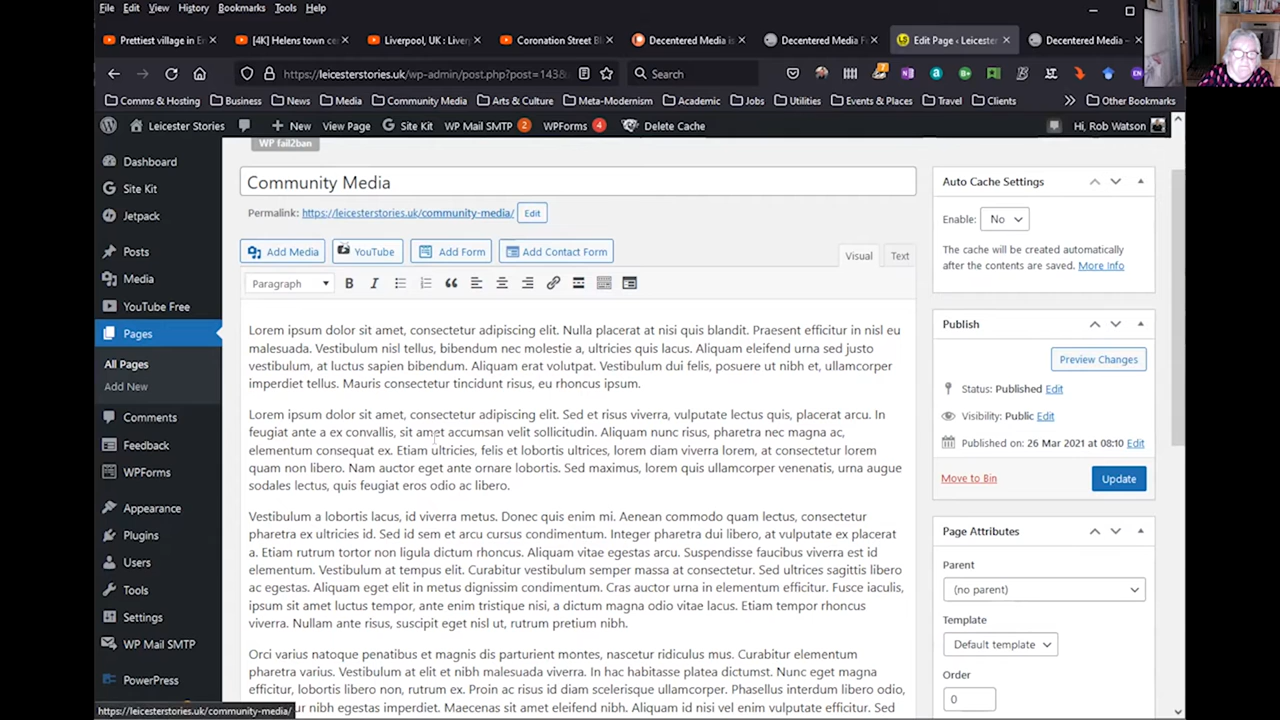 File Edit View History Bookmarks Tools Help
Prettiest village in En [4K] Helens town ce Liverpool, UK : Liver Coronation Street Bl Decentered Media is Decentered Media F Edit Page ‹ Leicester Decentered Media –
https://leicesterstories.uk/wp-admin/post.php?post=143& Search
Comms & Hosting Business News Media Community Media Arts & Culture Meta-Modernism Academic Jobs Utilities Events & Places Travel Clients Other Bookmarks
Leicester Stories New View Page Site Kit WP Mail SMTP 2 WPForms 4 Delete Cache Hi, Rob Watson
WP fail2ban
Dashboard
Site Kit
Jetpack
Posts
Media
YouTube Free
Pages
All Pages
Add New
Comments
Feedback
WPForms
Appearance
Plugins
Users
Tools
Settings
WP Mail SMTP
PowerPress
https://leicesterstories.uk/community-media/
Community Media
Permalink: https://leicesterstories.uk/community-media/ Edit
Add Media YouTube Add Form Add Contact Form
Visual Text
Paragraph B I
Lorem ipsum dolor sit amet, consectetur adipiscing elit. Nulla placerat at nisi quis blandit. Praesent efficitur in nisl eu
malesuada. Vestibulum nisl tellus, bibendum nec molestie a, ultricies quis lacus. Aliquam eleifend urna sed justo
vestibulum, at luctus sapien bibendum. Aliquam erat volutpat. Vestibulum dui felis, posuere ut nibh et, ullamcorper
imperdiet tellus. Mauris consectetur tincidunt risus, eu rhoncus ipsum.
Lorem ipsum dolor sit amet, consectetur adipiscing elit. Sed et risus viverra, vulputate lectus quis, placerat arcu. In
feugiat ante a ex convallis, sit amet accumsan velit sollicitudin. Aliquam nunc risus, pharetra nec magna ac,
elementum consequat ex. Etiam ultricies, felis et lobortis ultrices, lorem diam viverra lorem, at consectetur lorem
quam non libero. Nam auctor eget ante ornare lobortis. Sed maximus, lorem quis ullamcorper venenatis, urna augue
sodales lectus, quis feugiat eros odio ac libero.
Vestibulum a lobortis lacus, id viverra metus. Donec quis enim mi. Aenean commodo quam lectus, consectetur
pharetra ex ultricies id. Sed id sem et arcu cursus condimentum. Integer pharetra dui libero, at vulputate ex placerat
a. Etiam rutrum tortor non ligula dictum rhoncus. Aliquam vitae egestas arcu. Suspendisse faucibus viverra est id
elementum. Vestibulum at tempus elit. Curabitur vestibulum semper massa at consectetur. Sed ultrices sagittis libero
ac egestas. Aliquam eget elit in metus dignissim condimentum. Cras auctor urna in elementum efficitur. Fusce iaculis,
ipsum sit amet luctus tempor, ante enim tristique nisi, a dictum magna odio vitae lacus. Etiam tempor rhoncus
viverra. Nullam ante risus, suscipit eget nisl ut, rutrum pretium nibh.
Orci varius natoque penatibus et magnis dis parturient montes, nascetur ridiculus mus. Curabitur elementum
pharetra varius. Vestibulum at elit et nibh malesuada viverra. In hac habitasse platea dictumst. Nunc eget magna
efficitur, lobortis libero non, rutrum ex. Proin ac risus id diam scelerisque ullamcorper. Phasellus interdum libero odio,
ur nibh egestas imperdiet. Maecenas sit amet eleifend nibh. Aliquam id nisi vel enim varius vulputate. Sed
Auto Cache Settings
Enable: No
The cache will be created automatically
after the contents are saved. More info
Publish
Preview Changes
Status: Published Edit
Visibility: Public Edit
Published on: 26 Mar 2021 at 08:10 Edit
Move to Bin Update
Page Attributes
Parent
(no parent)
Template
Default template
Order
0